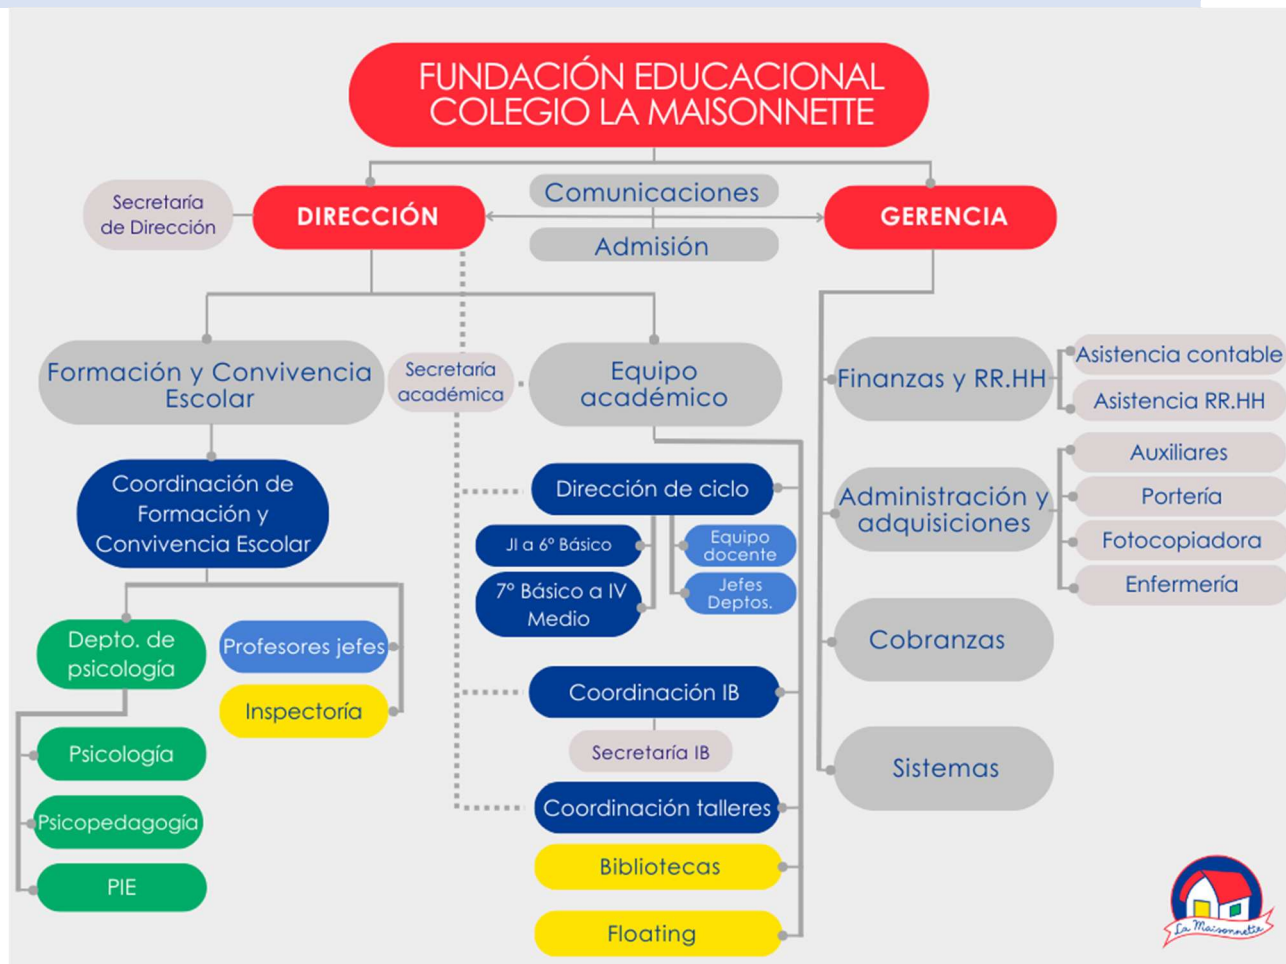 FUNDACIÓN EDUCACIONAL
COLEGIO LA MAISONNETTE
Secretaría
de Dirección
DIRECCIÓN
Comunicaciones
Admisión
GERENCIA
Formación y Convivencia
Escolar
Secretaría
académica
Equipo
académico
Finanzas y RR.HH
Asistencia contable
Asistencia RR.HH
Coordinación de
Formación y
Convivencia Escolar
Dirección de ciclo
JI a 6º Básico
7º Básico a IV
Medio
Equipo
docente
Jefes
Deptos.
Administración y
adquisiciones
Auxiliares
Portería
Fotocopiadora
Enfermería
Depto. de
psicología
Profesores jefes
Inspectoría
Psicología
Psicopedagogía
PIE
Coordinación IB
Secretaría IB
Coordinación talleres
Bibliotecas
Floating
Cobranzas
Sistemas
La Maisonnette